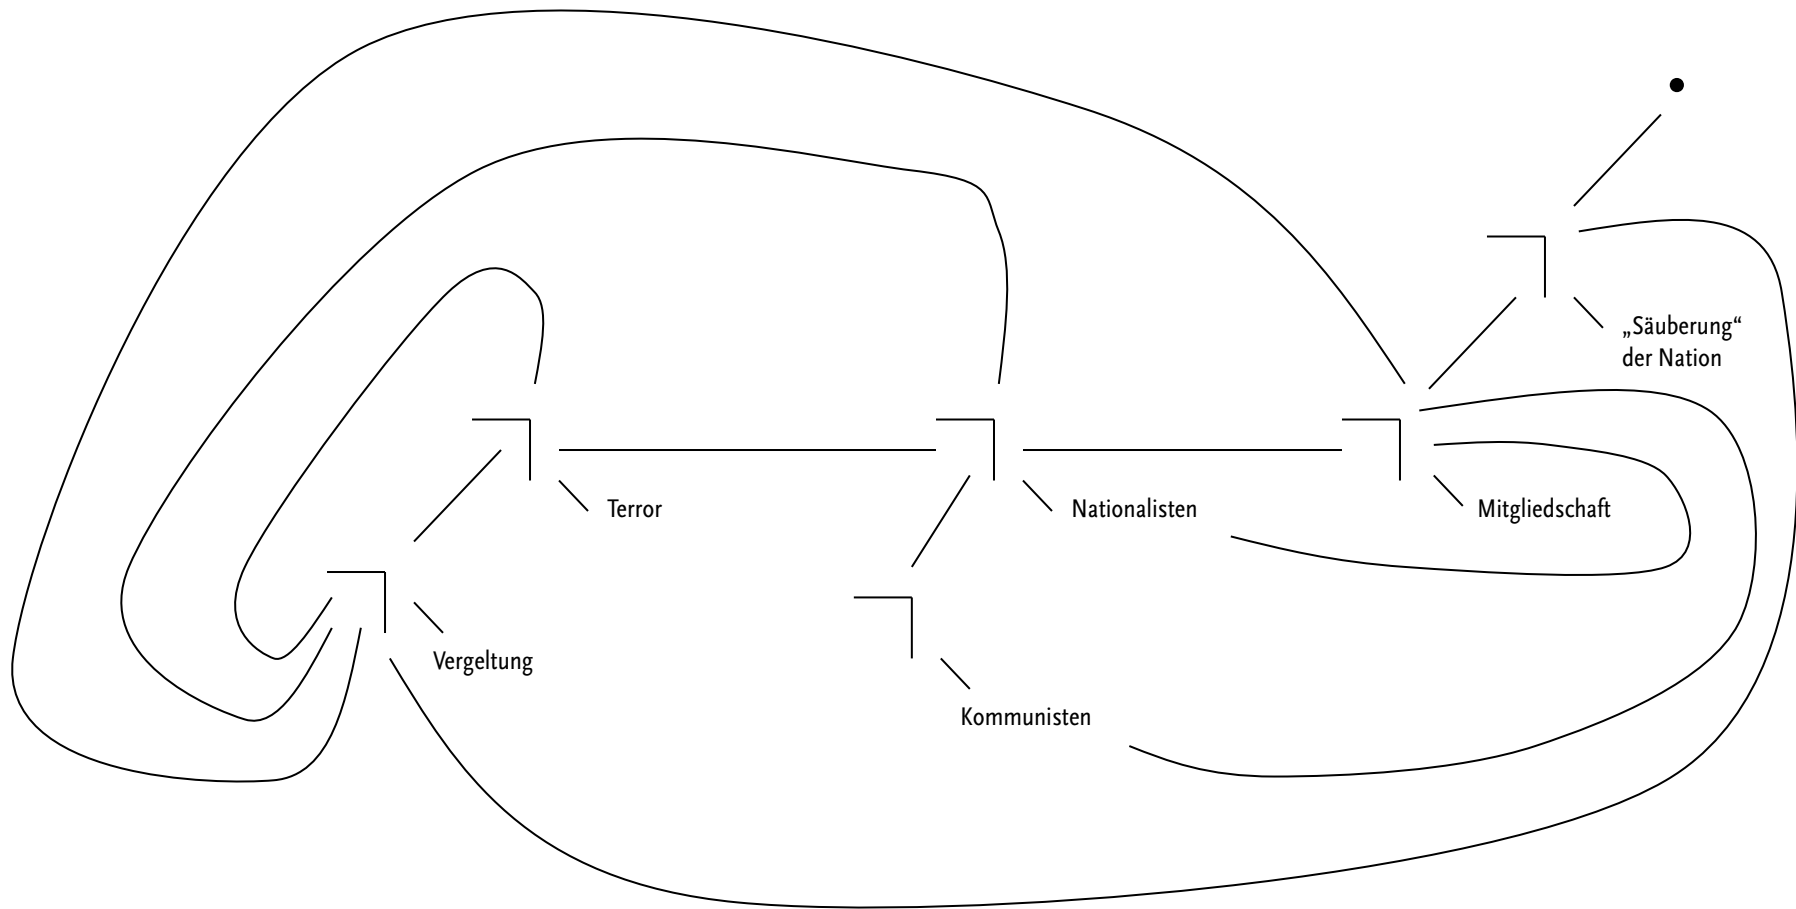 „Säuberung“
der Nation
Terror
Nationalisten
Mitgliedschaft
Vergeltung
Kommunisten